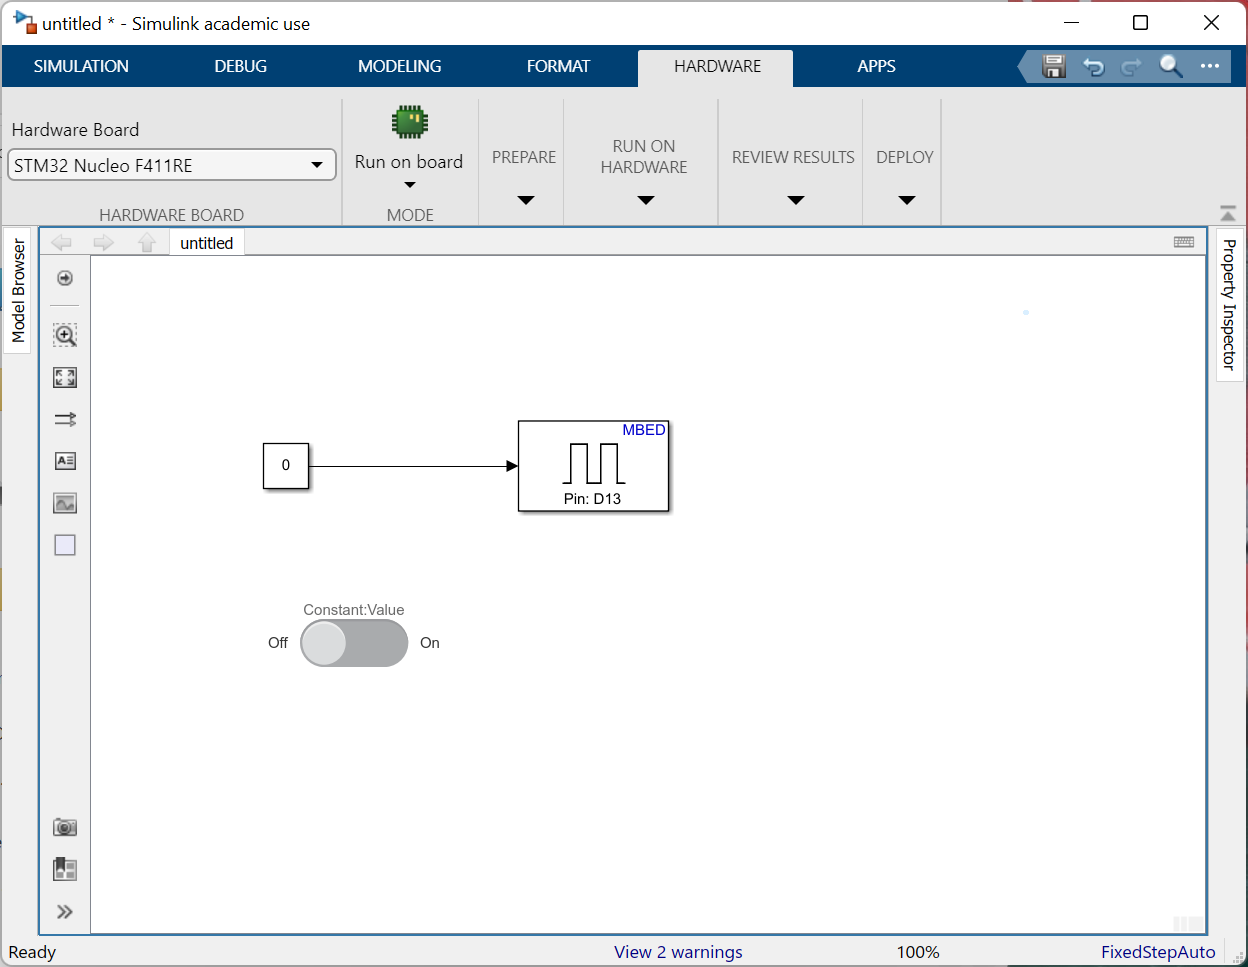 untitled * - Simulink academic use
SIMULATION DEBUG MODELING FORMAT HARDWARE APPS
Hardware Board
STM32 Nucleo F411RE
HARDWARE BOARD
Run on board
MODE
PREPARE
RUN ON
HARDWARE
REVIEW RESULTS
DEPLOY
Model Browser
untitled
Property Inspector
0
MBED
Pin: D13
Constant:Value
Off On
Ready View 2 warnings 100% FixedStepAuto